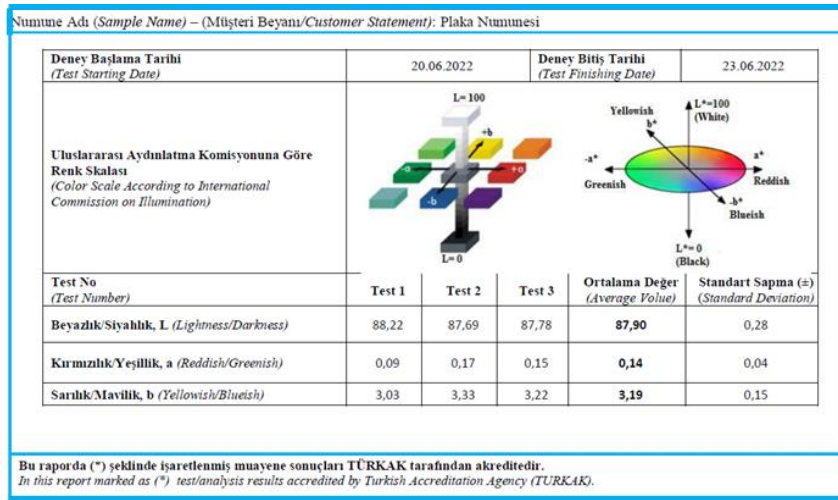 Numune Adı (Sample Name) – (Müşteri Beyanı/Customer Statement): Plaka Numunesi
Deney Başlama Tarihi
(Test Starting Date)
20.06.2022
Deney Bitiş Tarihi
(Test Finishing Date)
23.06.2022
Uluslararası Aydınlatma Komisyonuna Göre
Renk Skalası
(Color Scale According to International
Commission on Illumination)
L= 100
+b
-a
+a
-b
L= 0
L*=100
(White)
Yellowish
b*
-a*
Greenish
a*
Reddish
-b*
Blueish
L*= 0
(Black)
Test No
(Test Number)
Test 1
Test 2
Test 3
Ortalama Değer
(Average Volue)
Standart Sapma (±)
(Standard Deviation)
Beyazlık/Siyahlık, L (Lightness/Darkness)
88,22
87,69
87,78
87,90
0,28
Kırmızılık/Yeşillik, a (Reddish/Greenish)
0,09
0,17
0,15
0,14
0,04
Sarılık/Mavilik, b (Yellowish/Blueish)
3,03
3,33
3,22
3,19
0,15
Bu raporda (*) şeklinde işaretlenmiş muayene sonuçları TÜRKAK tarafından akreditedir.
In this report marked as (*) test/analysis results accredited by Turkish Accreditation Agency (TURKAK).